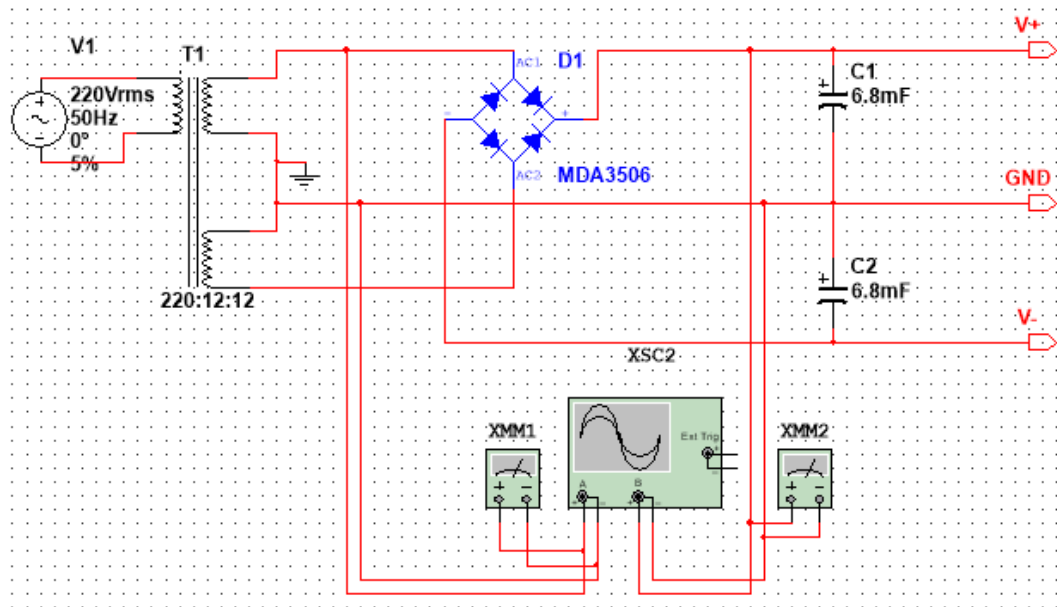 V1
T1
220Vrms
50Hz
0°
5%
+
~
−
220:12:12
AC1
D1
−
+
AC2
MDA3506
V+
+
C1
6.8mF
GND
+
C2
6.8mF
V-
XSC2
XMM1
+ −
Ext Trig
+
−
A
B
+ − + −
XMM2
+ −